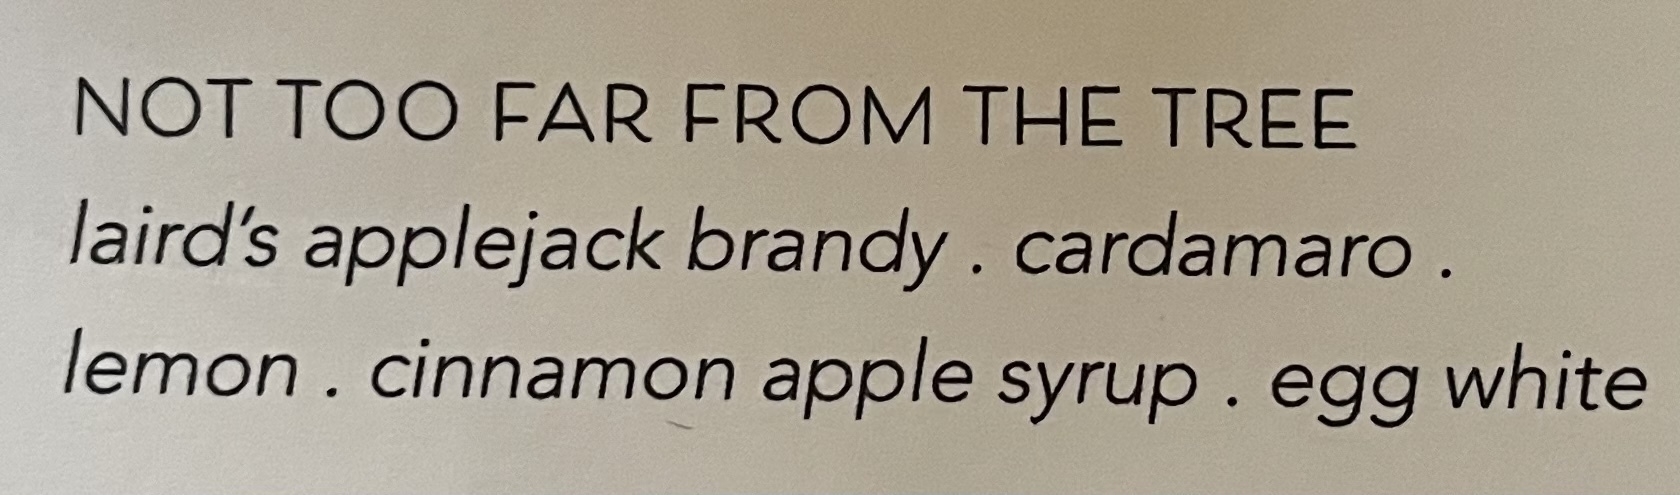 NOT TOO FAR FROM THE TREE
laird's applejack brandy . cardamaro .
lemon . cinnamon apple syrup . egg white